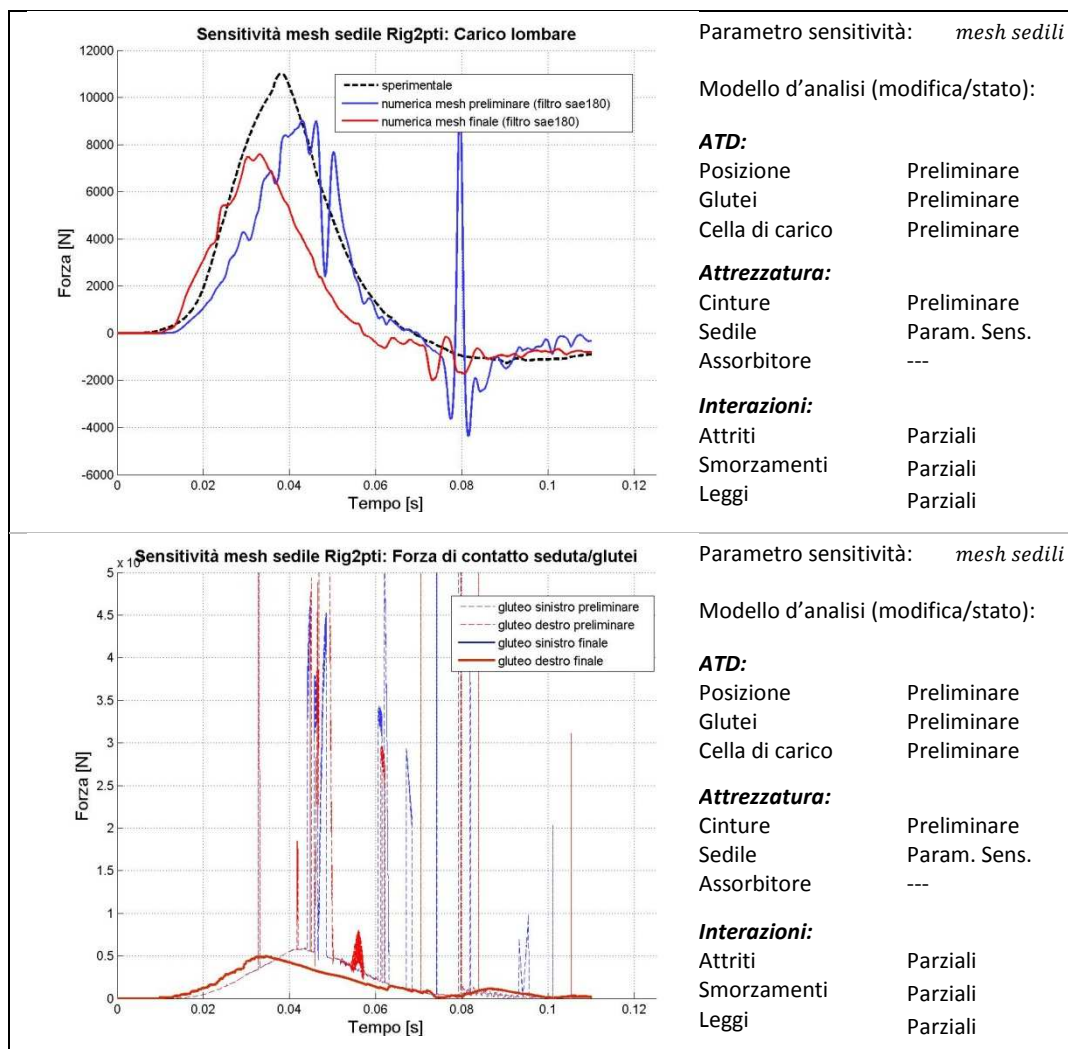 Sensitività mesh sedile Rig2pti: Carico lombare
12000
10000
8000
6000
4000
2000
0
-2000
-4000
-6000
Forza [N]
sperimentale
numerica mesh preliminare (filtro sae180)
numerica mesh finale (filtro sae180)
0 0.02 0.04 0.06 0.08 0.1 0.12
Tempo [s]
Parametro sensitività: mesh sedili
Modello d'analisi (modifica/stato):
ATD:
Posizione Preliminare
Glutei Preliminare
Cella di carico Preliminare
Attrezzatura:
Cinture Preliminare
Sedile Param. Sens.
Assorbitore ---
Interazioni:
Attriti Parziali
Smorzamenti Parziali
Leggi Parziali
Sensitività mesh sedile Rig2pti: Forza di contatto seduta/glutei
x 10
5
4.5
4
3.5
3
2.5
2
1.5
1
0.5
0
Forza [N]
gluteo sinistro preliminare
gluteo destro preliminare
gluteo sinistro finale
gluteo destro finale
0 0.02 0.04 0.06 0.08 0.1 0.12
Tempo [s]
Parametro sensitività: mesh sedili
Modello d'analisi (modifica/stato):
ATD:
Posizione Preliminare
Glutei Preliminare
Cella di carico Preliminare
Attrezzatura:
Cinture Preliminare
Sedile Param. Sens.
Assorbitore ---
Interazioni:
Attriti Parziali
Smorzamenti Parziali
Leggi Parziali